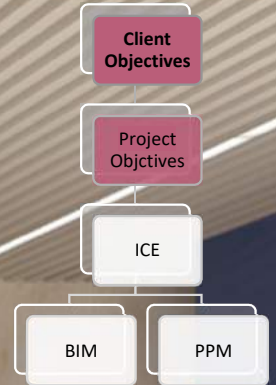 Client
Objectives
Project
Objctives
ICE
BIM
PPM